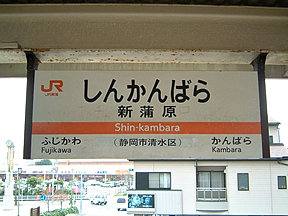 JR
しんかんばら
新蒲原
Shin-kambara
ふじかわ 〈静岡市清水区〉 かんばら
Fujikawa Kambara